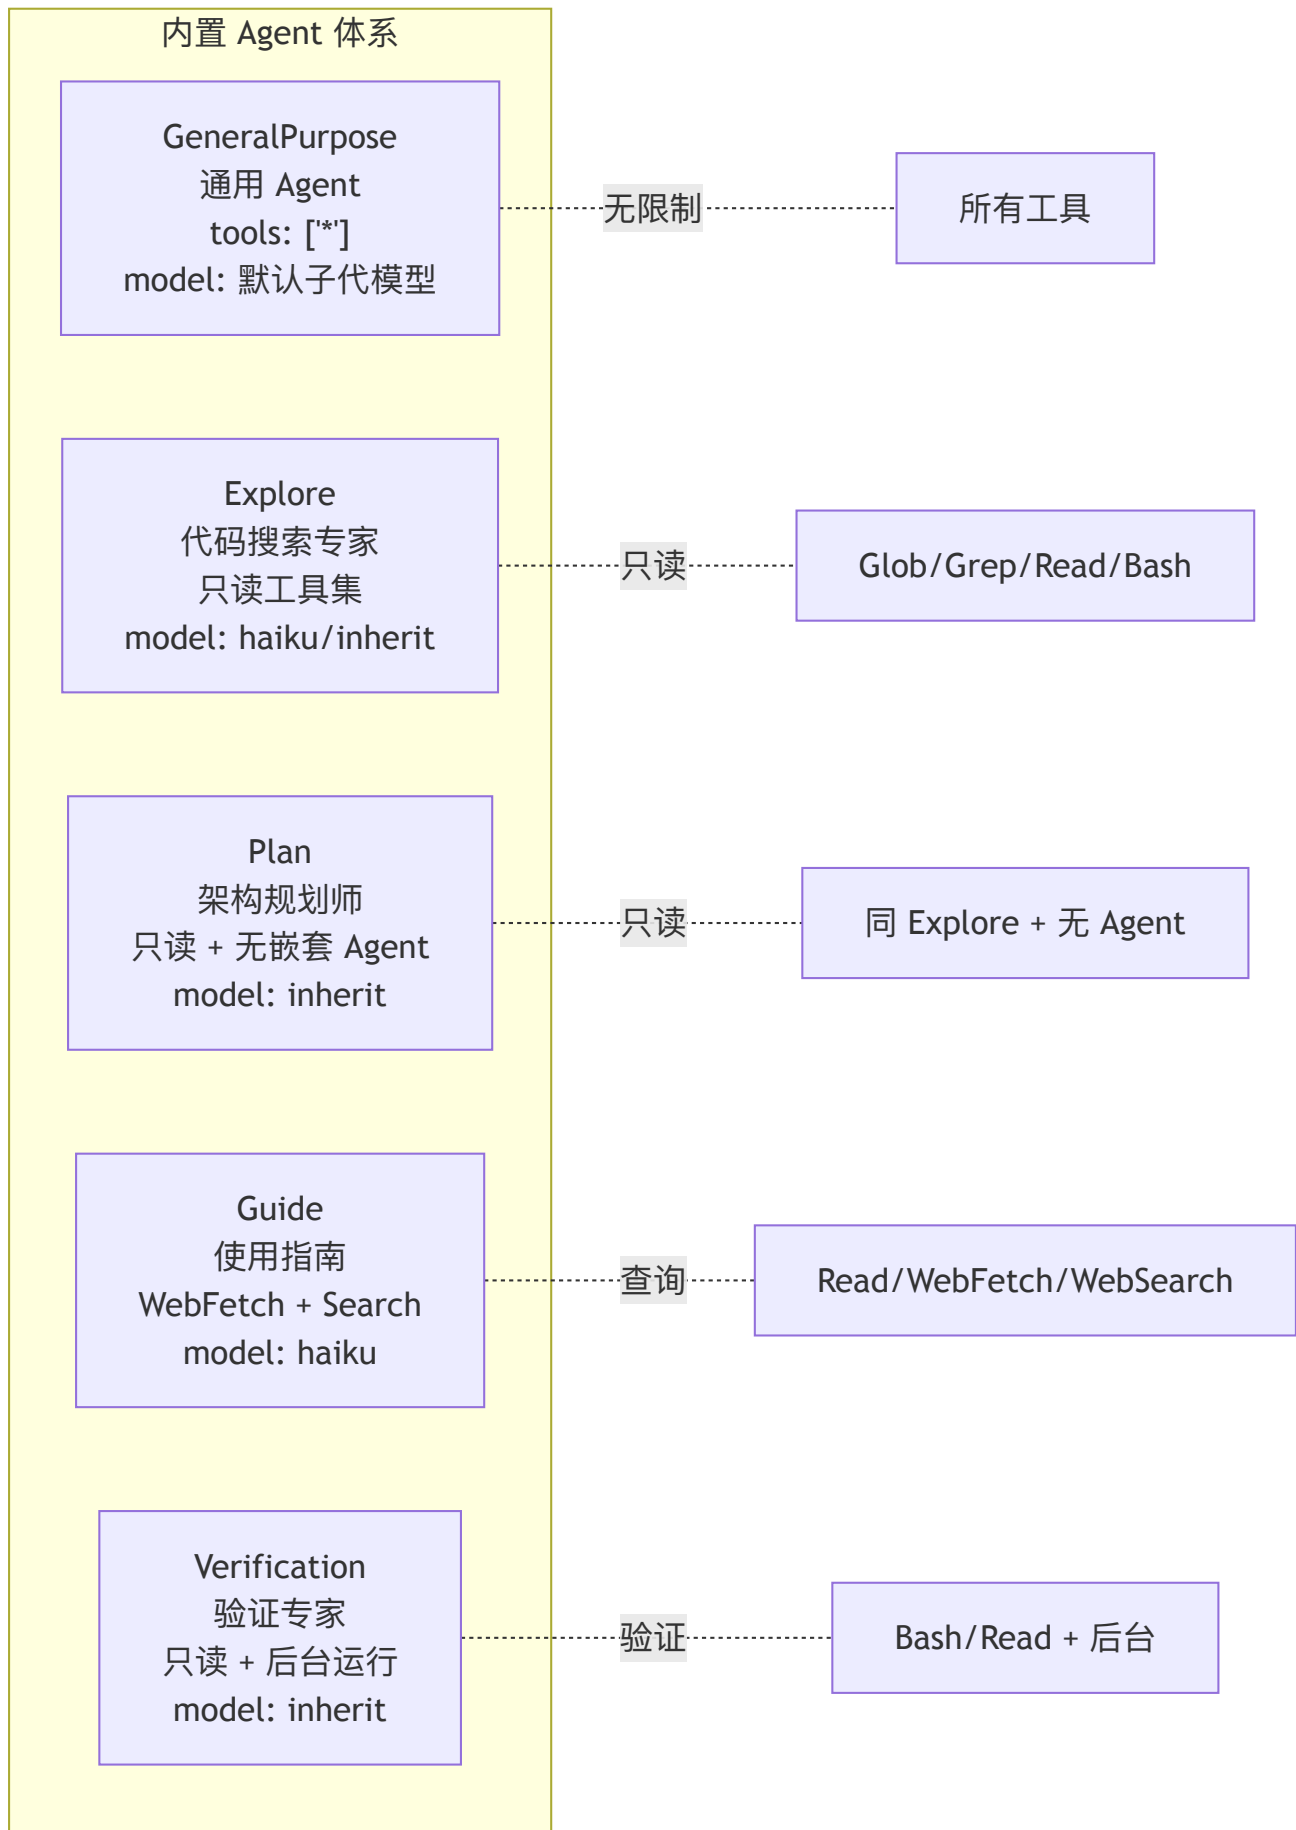 内置 Agent 体系
GeneralPurpose
通用 Agent
tools: ['*']
model: 默认子代模型
无限制
所有工具
Explore
代码搜索专家
只读工具集
model: haiku/inherit
只读
Glob/Grep/Read/Bash
Plan
架构规划师
只读 + 无嵌套 Agent
model: inherit
只读
同 Explore + 无 Agent
Guide
使用指南
WebFetch + Search
model: haiku
查询
Read/WebFetch/WebSearch
Verification
验证专家
只读 + 后台运行
model: inherit
验证
Bash/Read + 后台